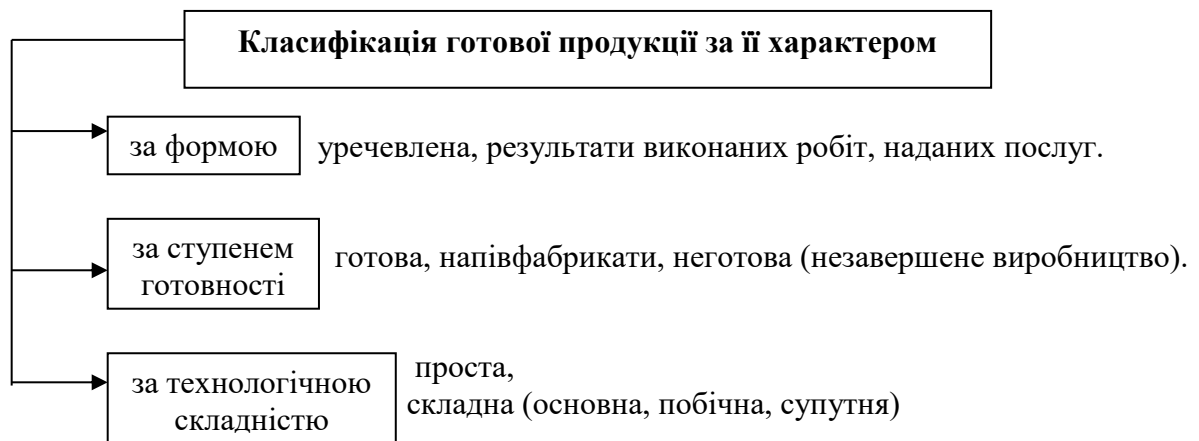 Класифікація готової продукції за її характером
за формою
уречевлена, результати виконаних робіт, наданих послуг.
за ступенем
готовності
готова, напівфабрикати, неготова (незавершене виробництво).
за технологічною
складністю
проста,
складна (основна, побічна, супутня)